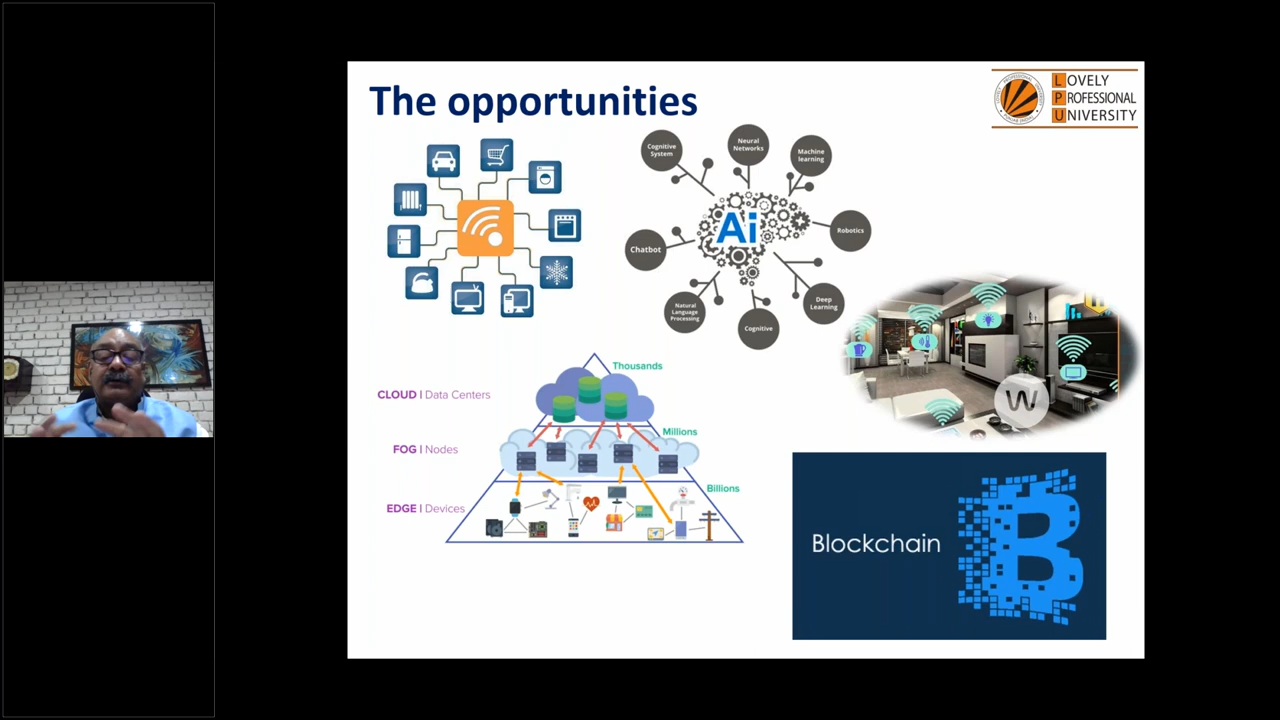 The opportunities
LOVELY
PROFESSIONAL
UNIVERSITY
Cognitive
System
Neural
Networks
Machine
learning
Ai
Robotics
Chatbot
Natural
Language
Processing
Deep
Learning
Cognitive
Thousands
CLOUD | Data Centers
Millions
FOG | Nodes
Billions
EDGE | Devices
W
Blockchain
B